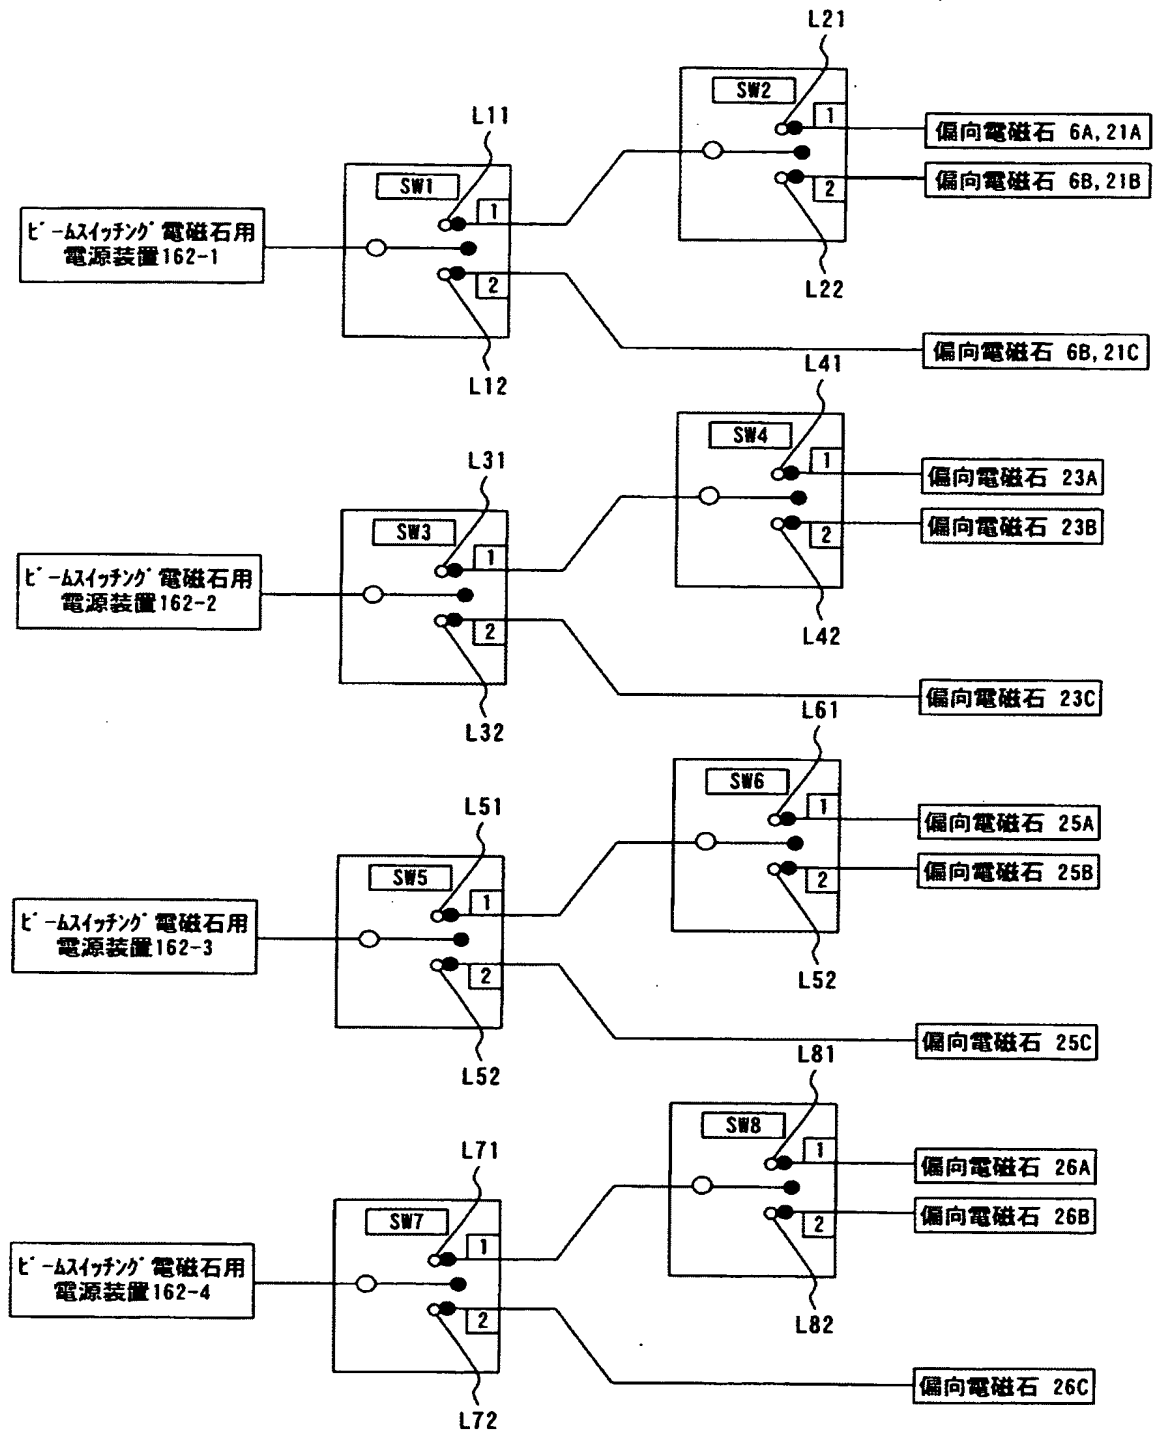 L21
SW2
1
偏向電磁石 6A,21A
L11
SW1
1
2
偏向電磁石 6B,21B
ビームスイッチング電磁石用
電源装置162-1
2
L22
L12
偏向電磁石 6B,21C
L41
SW4
1
偏向電磁石 23A
L31
SW3
1
2
偏向電磁石 23B
ビームスイッチング電磁石用
電源装置162-2
2
L42
L32
偏向電磁石 23C
L61
SW6
1
偏向電磁石 25A
L51
SW5
1
2
偏向電磁石 25B
ビームスイッチング電磁石用
電源装置162-3
2
L52
L52
偏向電磁石 25C
L81
SW8
1
偏向電磁石 26A
L71
SW7
1
2
偏向電磁石 26B
ビームスイッチング電磁石用
電源装置162-4
2
L82
L72
偏向電磁石 26C